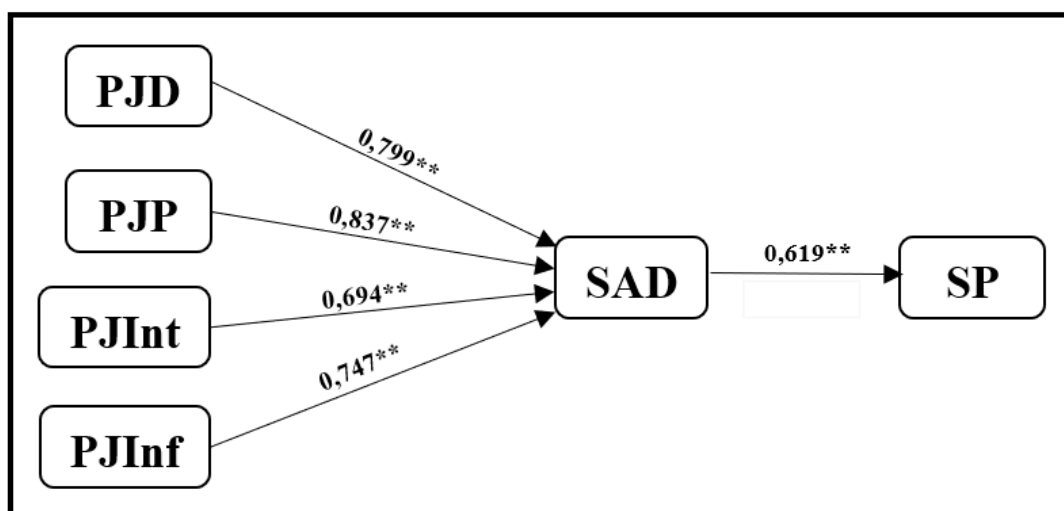 PJD
0,799**
PJP
0,837**
SAD
0,619**
SP
PJInt
0,694**
0,747**
PJInf